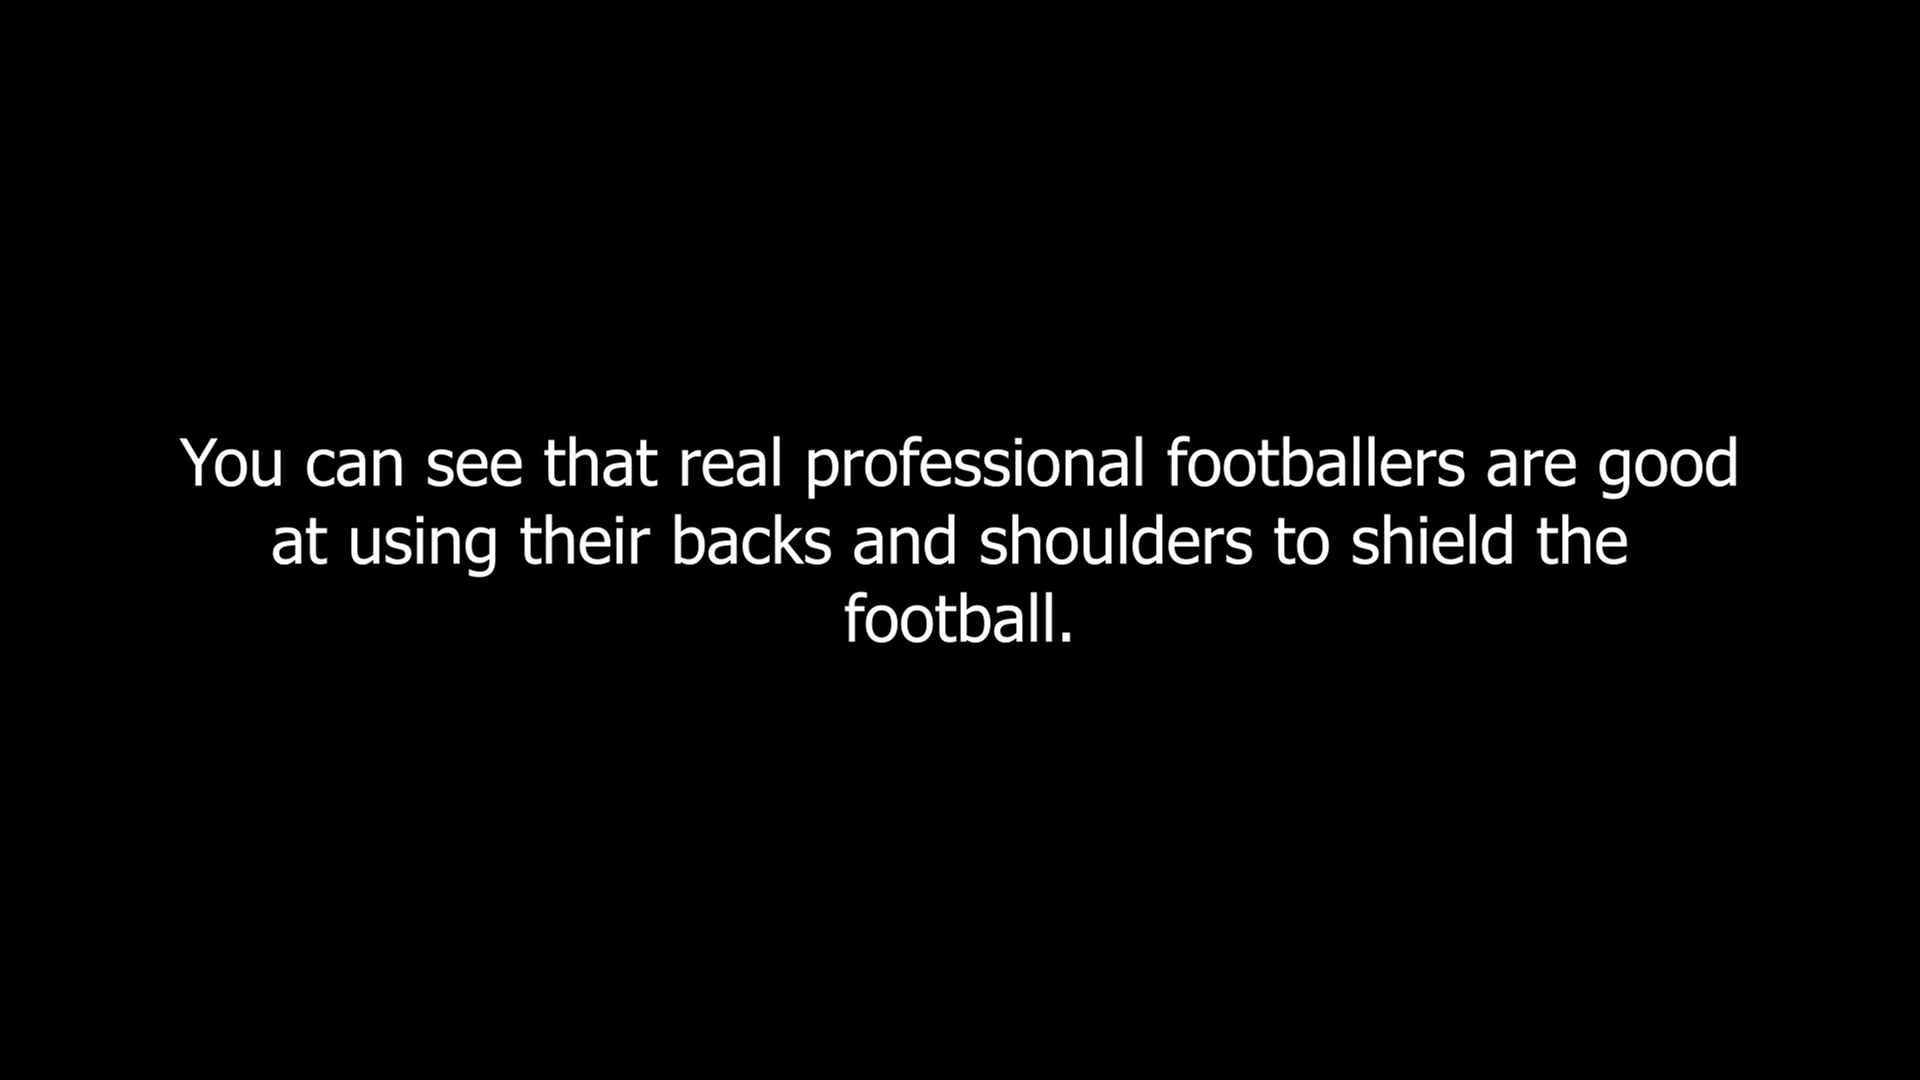 You can see that real professional footballers are good
at using their backs and shoulders to shield the
football.